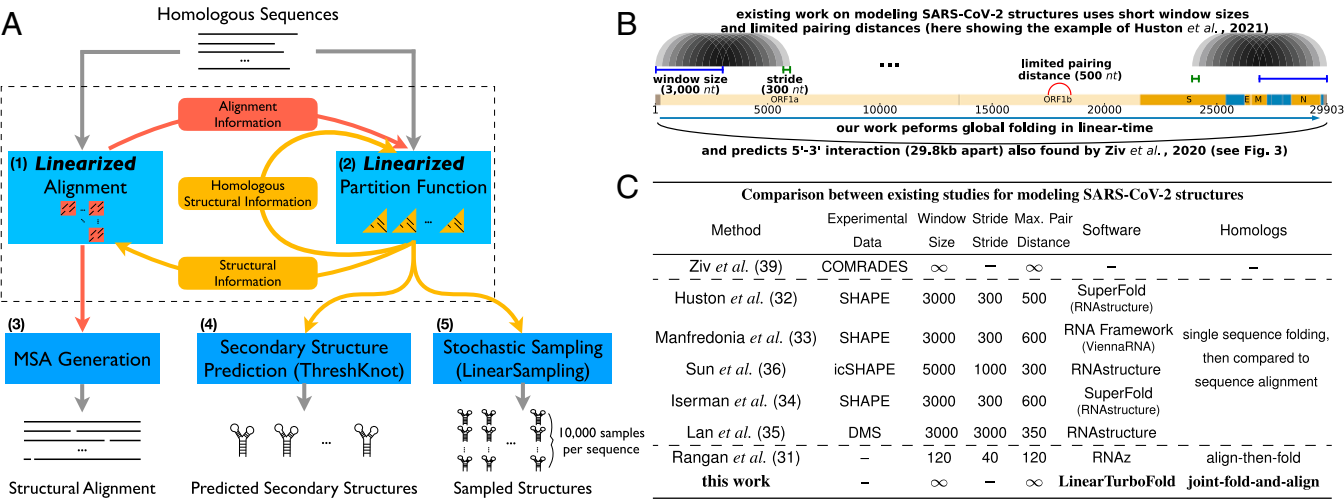 A
Homologous Sequences
...
Alignment
Information
(1) Linearized
Alignment
...
(2) Linearized
Partition Function
...
Homologous
Structural Information
Structural
Information
(3)
MSA Generation
(4)
Secondary Structure
Prediction (ThreshKnot)
(5)
Stochastic Sampling
(LinearSampling)
...
Structural Alignment
...
Predicted Secondary Structures
...
10,000 samples
per sequence
Sampled Structures
B
existing work on modeling SARS-CoV-2 structures uses short window sizes
and limited pairing distances (here showing the example of Huston et al., 2021)
...
window size
(3,000 nt)
stride
(300 nt)
limited pairing
distance (500 nt)
ORF1a
ORF1b
S
E
M
N
1
5000
10000
15000
20000
25000
29903
our work peforms global folding in linear-time
and predicts 5'-3' interaction (29.8kb apart) also found by Ziv et al., 2020 (see Fig. 3)
C
Comparison between existing studies for modeling SARS-CoV-2 structures
Method Experimental Data Window Size Stride Stride Max. Pair Distance Software Homologs
Ziv et al. (39) COMRADES ∞ – ∞ – –
Huston et al. (32) SHAPE 3000 300 500 SuperFold (RNAstructure)
Manfredonia et al. (33) SHAPE 3000 300 600 RNA Framework (ViennaRNA)
single sequence folding,
then compared to
sequence alignment
Sun et al. (36) icSHAPE 5000 1000 300 RNAstructure
Iserman et al. (34) SHAPE 3000 300 600 SuperFold (RNAstructure)
Lan et al. (35) DMS 3000 3000 350 RNAstructure
Rangan et al. (31) – 120 40 120 RNAz align-then-fold
this work – ∞ – ∞ LinearTurboFold joint-fold-and-align